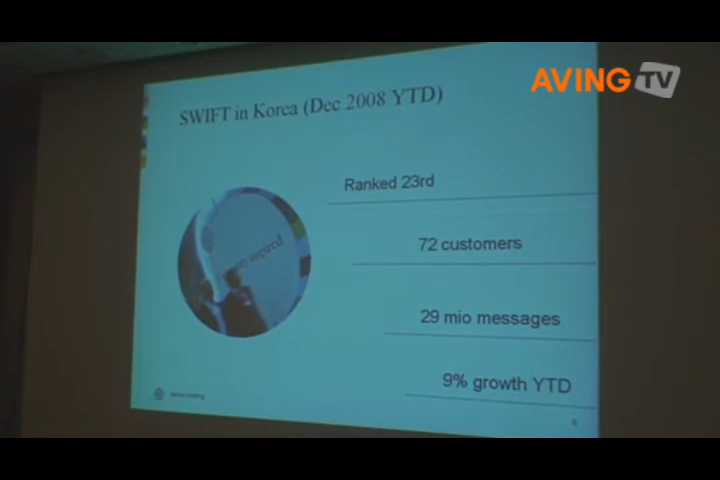 AVING TV
SWIFT in Korea (Dec 2008 YTD)
Ranked 23rd
72 customers
29 mio messages
9% growth YTD